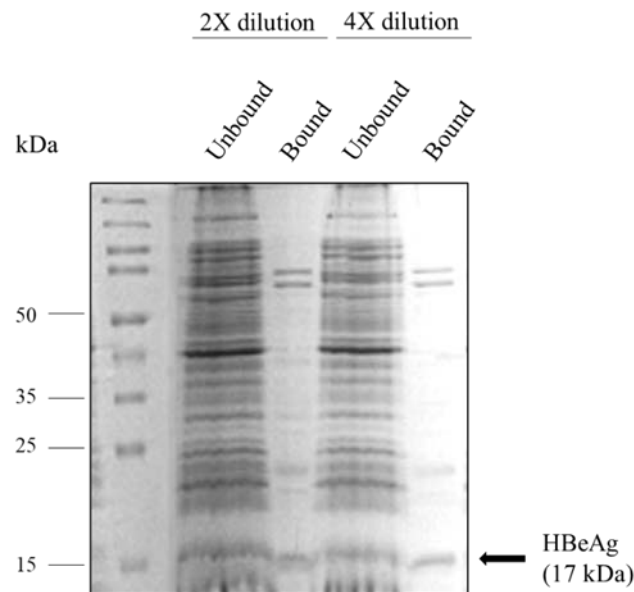 2X dilution 4X dilution
Unbound Bound Unbound Bound
kDa
50
35
25
15
HBeAg
(17 kDa)